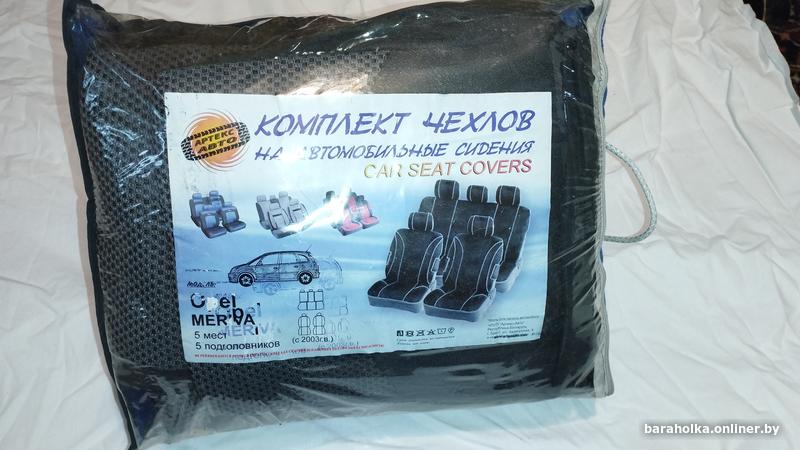 АРТЕКС
АВТО
КОМПЛЕКТ ЧЕХЛОВ
НА АВТОМОБИЛЬНЫЕ СИДЕНИЯ
CAR SEAT COVERS
Opel
MERIVA
5 мест
5 подголовников
(с 2003г.в.)
baraholka.onliner.by